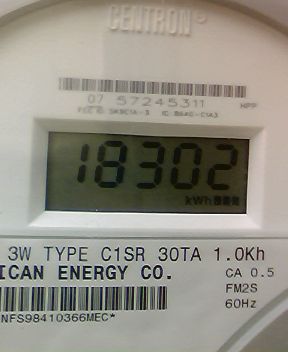 CENTRON®
07 57245311 HPP
18302
kWh
3W TYPE C1SR 30TA 1.0Kh
ICAN ENERGY CO.
CA 0.5
FM2S
60Hz
NFS98410366MEC*